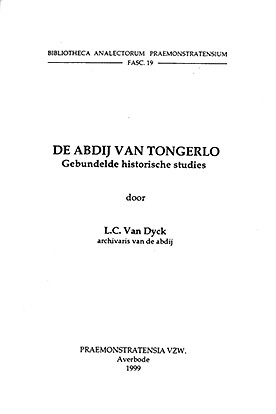 BIBLIOTHECA ANALECTORUM PRAEMONSTRATENSIUM
FASC. 19
DE ABDIJ VAN TONGERLO
Gebundelde historische studies
door
L.C. Van Dyck
archivaris van de abdij
PRAEMONSTRATENSIA VZW.
Averbode
1999